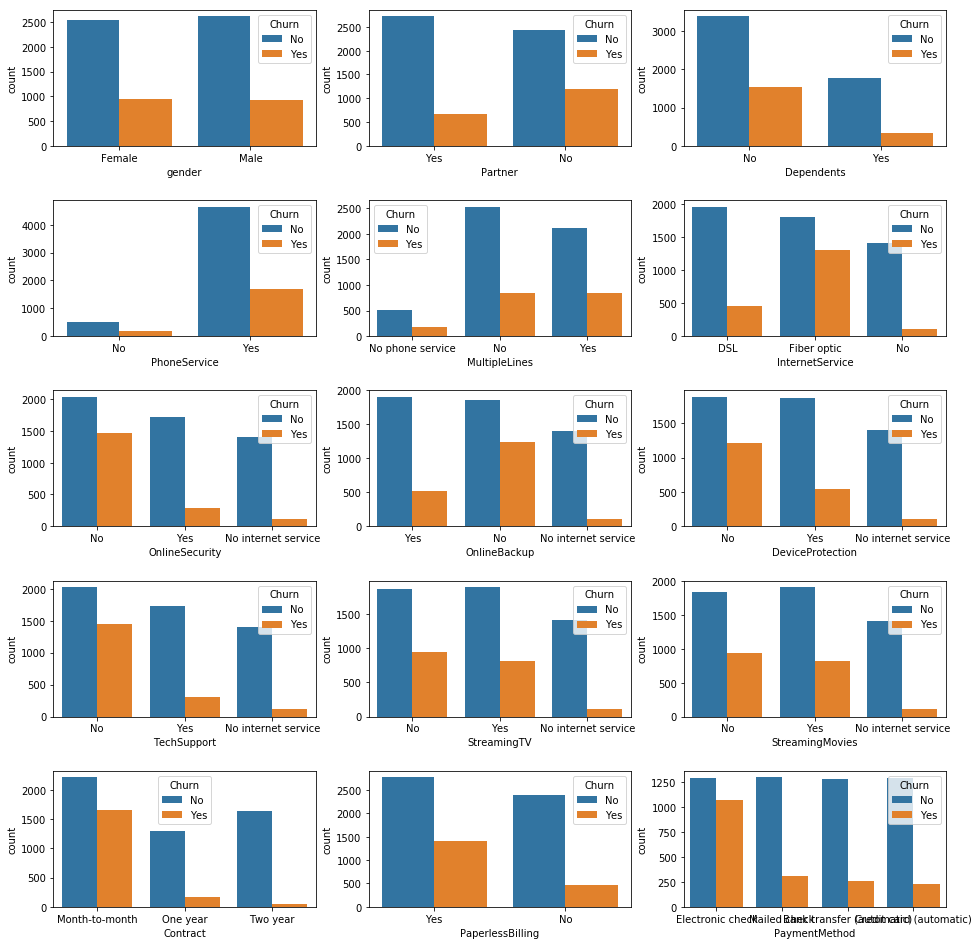 2500
2000
1500
1000
500
0
count
Female Male
gender
Churn
No
Yes
2500
2000
1500
1000
500
0
count
Yes No
Partner
Churn
No
Yes
3000
2000
1000
0
count
No Yes
Dependents
Churn
No
Yes
4000
3000
2000
1000
0
count
No Yes
PhoneService
Churn
No
Yes
2500
2000
1500
1000
500
0
count
No phone service No Yes
MultipleLines
Churn
No
Yes
2000
1500
1000
500
0
count
DSL Fiber optic No
InternetService
Churn
No
Yes
2000
1500
1000
500
0
count
No Yes No internet service
OnlineSecurity
Churn
No
Yes
2000
1500
1000
500
0
count
Yes No No internet service
OnlineBackup
Churn
No
Yes
1500
1000
500
0
count
No Yes No internet service
DeviceProtection
Churn
No
Yes
2000
1500
1000
500
0
count
No Yes No internet service
TechSupport
Churn
No
Yes
1500
1000
500
0
count
No Yes No internet service
StreamingTV
Churn
No
Yes
2000
1500
1000
500
0
count
No Yes No internet service
StreamingMovies
Churn
No
Yes
2000
1500
1000
500
0
count
Month-to-month One year Two year
Contract
Churn
No
Yes
2500
2000
1500
1000
500
0
count
Yes No
PaperlessBilling
Churn
No
Yes
1250
1000
750
500
250
0
count
Electronic check Mailed check Bank transfer (automatic) Credit card (automatic)
PaymentMethod
Churn
No
Yes